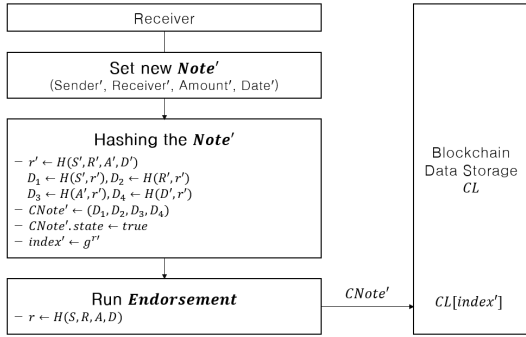 Receiver
Set new Note′
(Sender′, Receiver′, Amount′, Date′)
Hashing the Note′
− r′ ← H(S′, R′, A′, D′)
D₁ ← H(S′, r′), D₂ ← H(R′, r′)
D₃ ← H(A′, r′), D₄ ← H(D′, r′)
− CNote′ ← (D₁, D₂, D₃, D₄)
− CNote′.state ← true
− index′ ← gʳ′
Run Endorsement
− r ← H(S, R, A, D)
CNote′
Blockchain
Data Storage
CL
CL[index′]